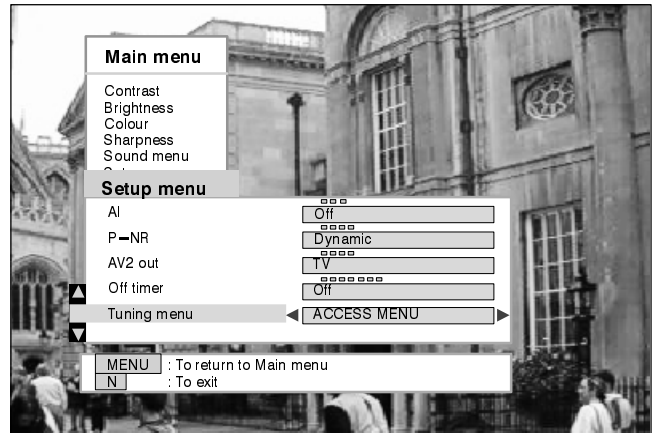 Main menu
Contrast
Brightness
Colour
Sharpness
Sound menu
Setup menu
AI Off
P-NR Dynamic
AV2 out TV
Off timer Off
Tuning menu ACCESS MENU
MENU : To return to Main menu
N : To exit